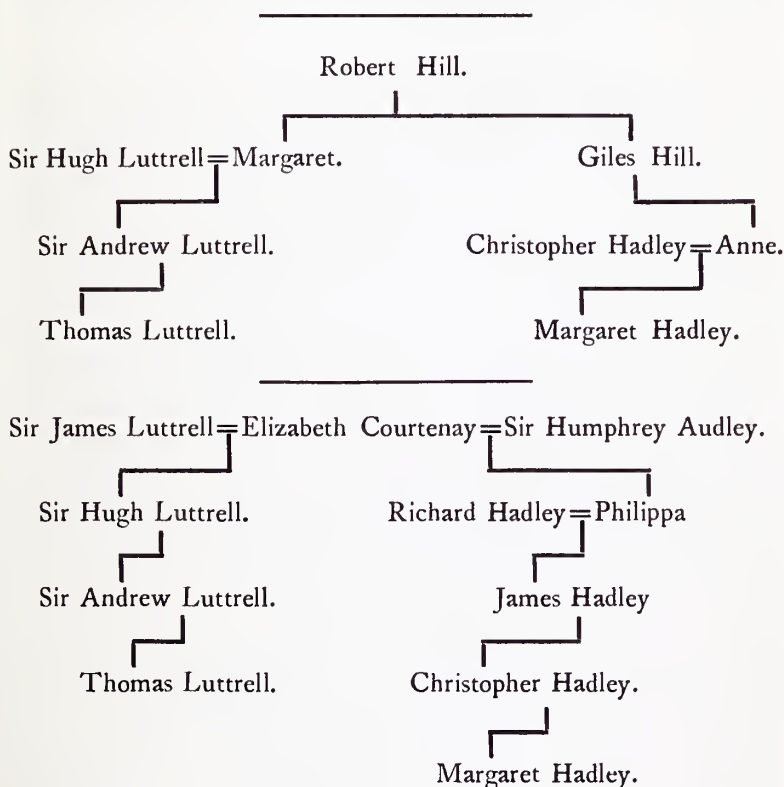 Robert Hill.
Sir Hugh Luttrell=Margaret. Giles Hill.
Sir Andrew Luttrell. Christopher Hadley=Anne.
Thomas Luttrell. Margaret Hadley.
Sir James Luttrell=Elizabeth Courtenay=Sir Humphrey Audley.
Sir Hugh Luttrell. Richard Hadley=Philippa
Sir Andrew Luttrell. James Hadley
Thomas Luttrell. Christopher Hadley.
Margaret Hadley.